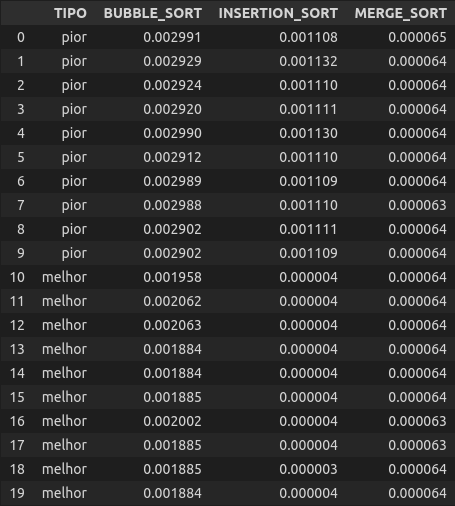 TIPO BUBBLE_SORT INSERTION_SORT MERGE_SORT
0 pior 0.002991 0.001108 0.000065
1 pior 0.002929 0.001132 0.000064
2 pior 0.002924 0.001110 0.000064
3 pior 0.002920 0.001111 0.000064
4 pior 0.002990 0.001130 0.000064
5 pior 0.002912 0.001110 0.000064
6 pior 0.002989 0.001109 0.000064
7 pior 0.002988 0.001110 0.000063
8 pior 0.002902 0.001111 0.000064
9 pior 0.002902 0.001109 0.000064
10 melhor 0.001958 0.000004 0.000064
11 melhor 0.002062 0.000004 0.000064
12 melhor 0.002063 0.000004 0.000064
13 melhor 0.001884 0.000004 0.000064
14 melhor 0.001884 0.000004 0.000064
15 melhor 0.001885 0.000004 0.000064
16 melhor 0.002002 0.000004 0.000063
17 melhor 0.001885 0.000004 0.000063
18 melhor 0.001885 0.000003 0.000064
19 melhor 0.001884 0.000004 0.000064